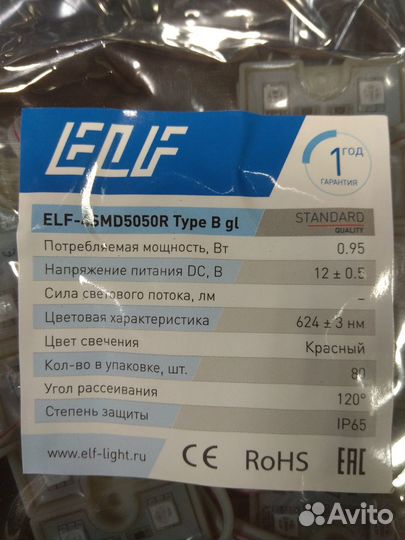 ELF
1 ГОД
ГАРАНТИЯ
ELF-4SMD5050R Type B gl
STANDARD
QUALITY
Потребляемая мощность, Вт 0.95
Напряжение питания DC, В 12 ± 0.5
Сила светового потока, лм –
Цветовая характеристика 624 ± 3 нм
Цвет свечения Красный
Кол-во в упаковке, шт. 80
Угол рассеивания 120°
Степень защиты IP65
www.elf-light.ru CE RoHS EAC
Avito